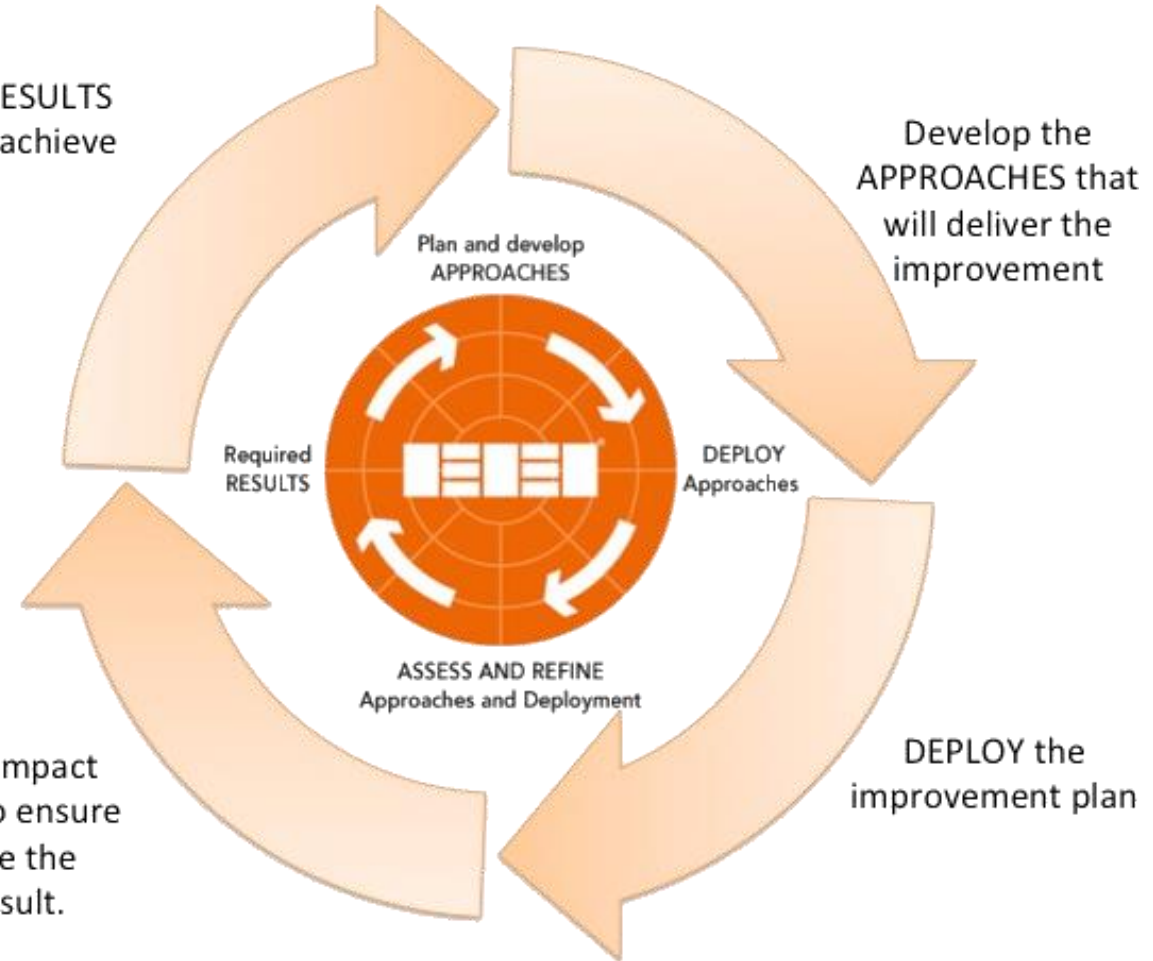 ESULTS
achieve
Develop the
APPROACHES that
will deliver the
improvement
Plan and develop
APPROACHES
Required
RESULTS
DEPLOY
Approaches
ASSESS AND REFINE
Approaches and Deployment
mpact
o ensure
e the
sult.
DEPLOY the
improvement plan